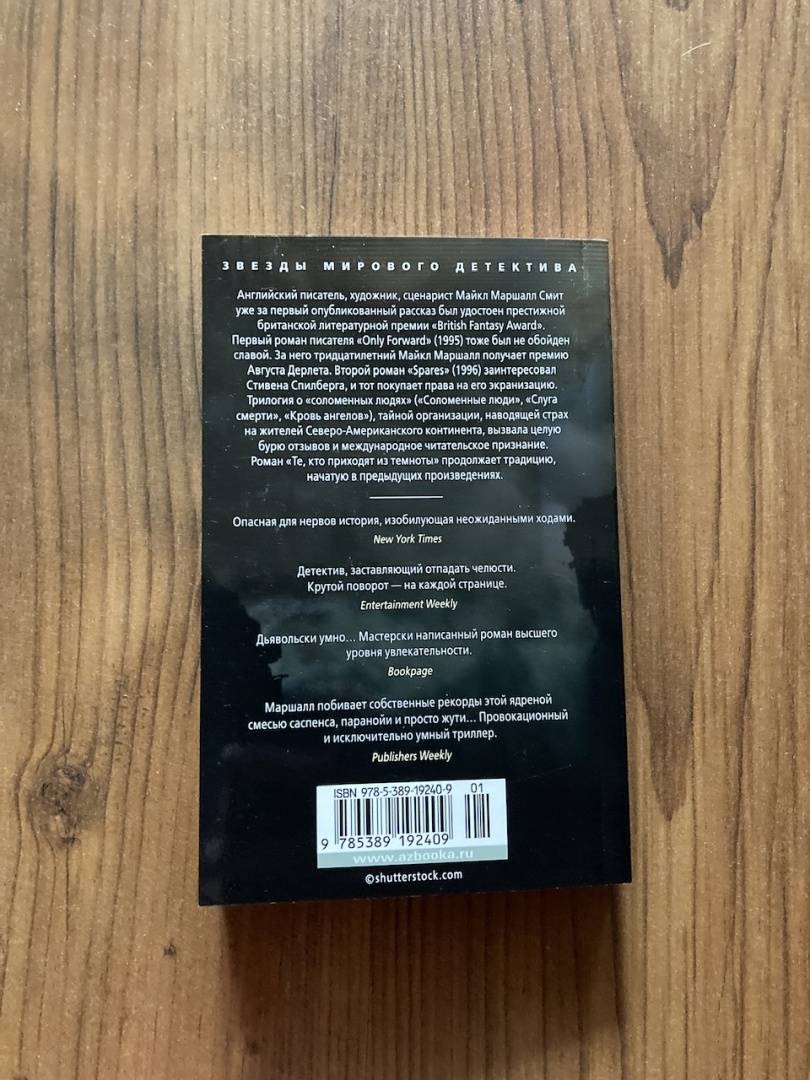 ЗВЕЗДЫ МИРОВОГО ДЕТЕКТИВА
Английский писатель, художник, сценарист Майкл Маршалл Смит
уже за первый опубликованный рассказ был удостоен престижной
британской литературной премии «British Fantasy Award».
Первый роман писателя «Only Forward» (1995) тоже был не обойден
славой. За него тридцатилетний Майкл Маршалл получает премию
Августа Дерлета. Второй роман «Spares» (1996) заинтересовал
Стивена Спилберга, и тот покупает права на его экранизацию.
Трилогия о «соломенных людях» («Соломенные люди», «Слуга
смерти», «Кровь ангелов»), тайной организации, наводящей страх
на жителей Северо-Американского континента, вызвала целую
бурю отзывов и международное читательское признание.
Роман «Те, кто приходят из темноты» продолжает традицию,
начатую в предыдущих произведениях.
Опасная для нервов история, изобилующая неожиданными ходами.
New York Times
Детектив, заставляющий отпадать челюсти.
Крутой поворот — на каждой странице.
Entertainment Weekly
Дьявольски умно... Мастерски написанный роман высшего
уровня увлекательности.
Bookpage
Маршалл побивает собственные рекорды этой ядреной
смесью саспенса, паранойи и просто жути... Провокационный
и исключительно умный триллер.
Publishers Weekly
ISBN 978-5-389-19240-9 01
9 785389 192409
www.azbooka.ru
©shutterstock.com